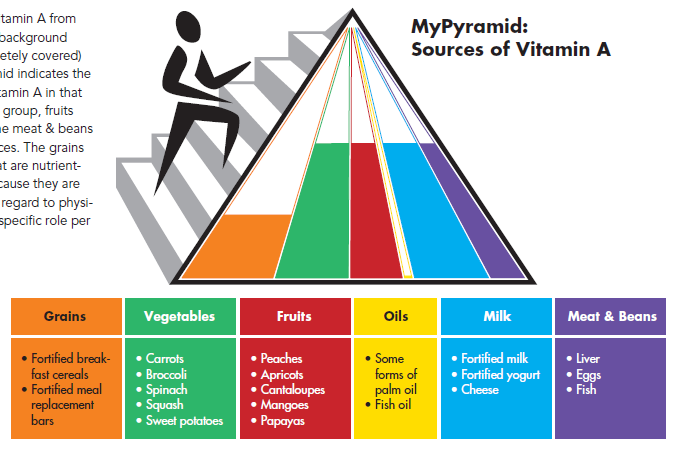 tamin A from
background
etely covered)
id indicates the
tamin A in that
group, fruits
e meat & beans
ces. The grains
at are nutrient-
cause they are
regard to physi-
specific role per
MyPyramid:
Sources of Vitamin A
Grains
• Fortified break-
fast cereals
• Fortified meal
replacement
bars
Vegetables
• Carrots
• Broccoli
• Spinach
• Squash
• Sweet potatoes
Fruits
• Peaches
• Apricots
• Cantaloupes
• Mangoes
• Papayas
Oils
• Some
forms of
palm oil
• Fish oil
Milk
• Fortified milk
• Fortified yogurt
• Cheese
Meat & Beans
• Liver
• Eggs
• Fish